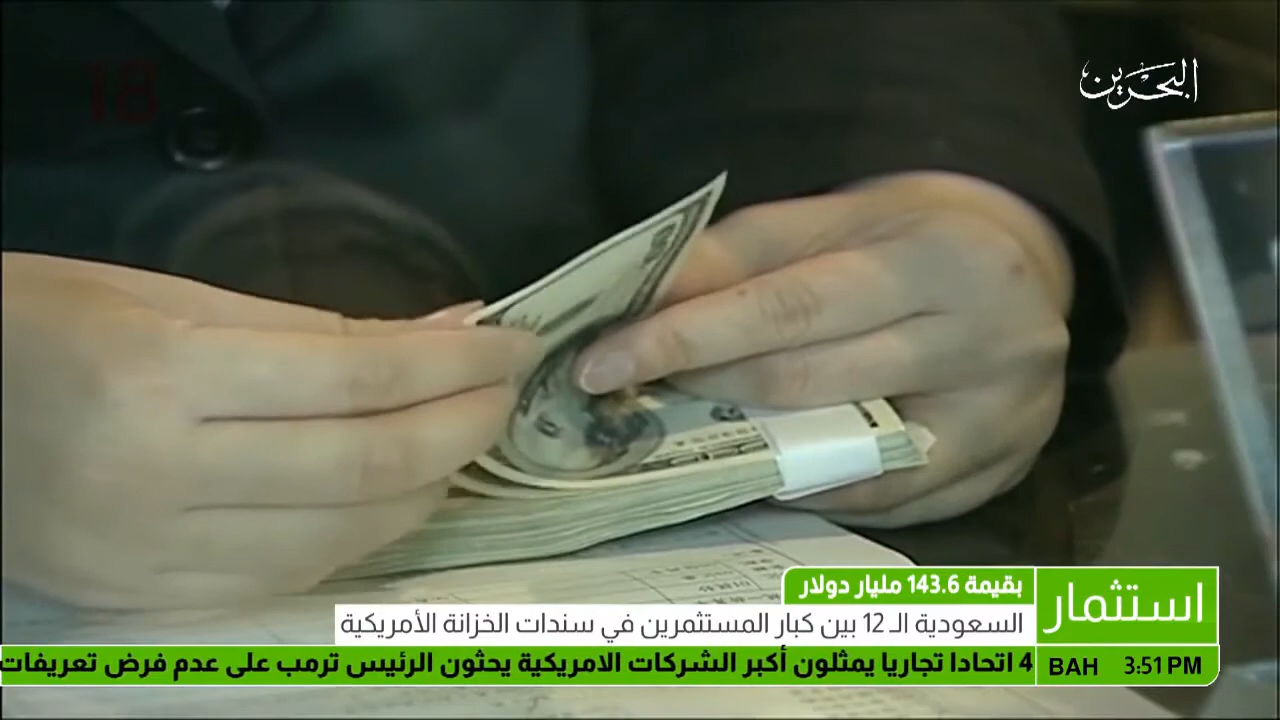 البحرين
18
بقيمة 143.6 مليار دولار
استثمار
السعودية الـ 12 بين كبار المستثمرين في سندات الخزانة الأمريكية
4 اتحادا تجاريا يمثلون أكبر الشركات الامريكية يحثون الرئيس ترمب على عدم فرض تعريفات
BAH 3:51 PM